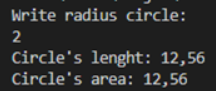 Write radius circle:
2
Circle's lenght: 12,56
Circle's area: 12,56